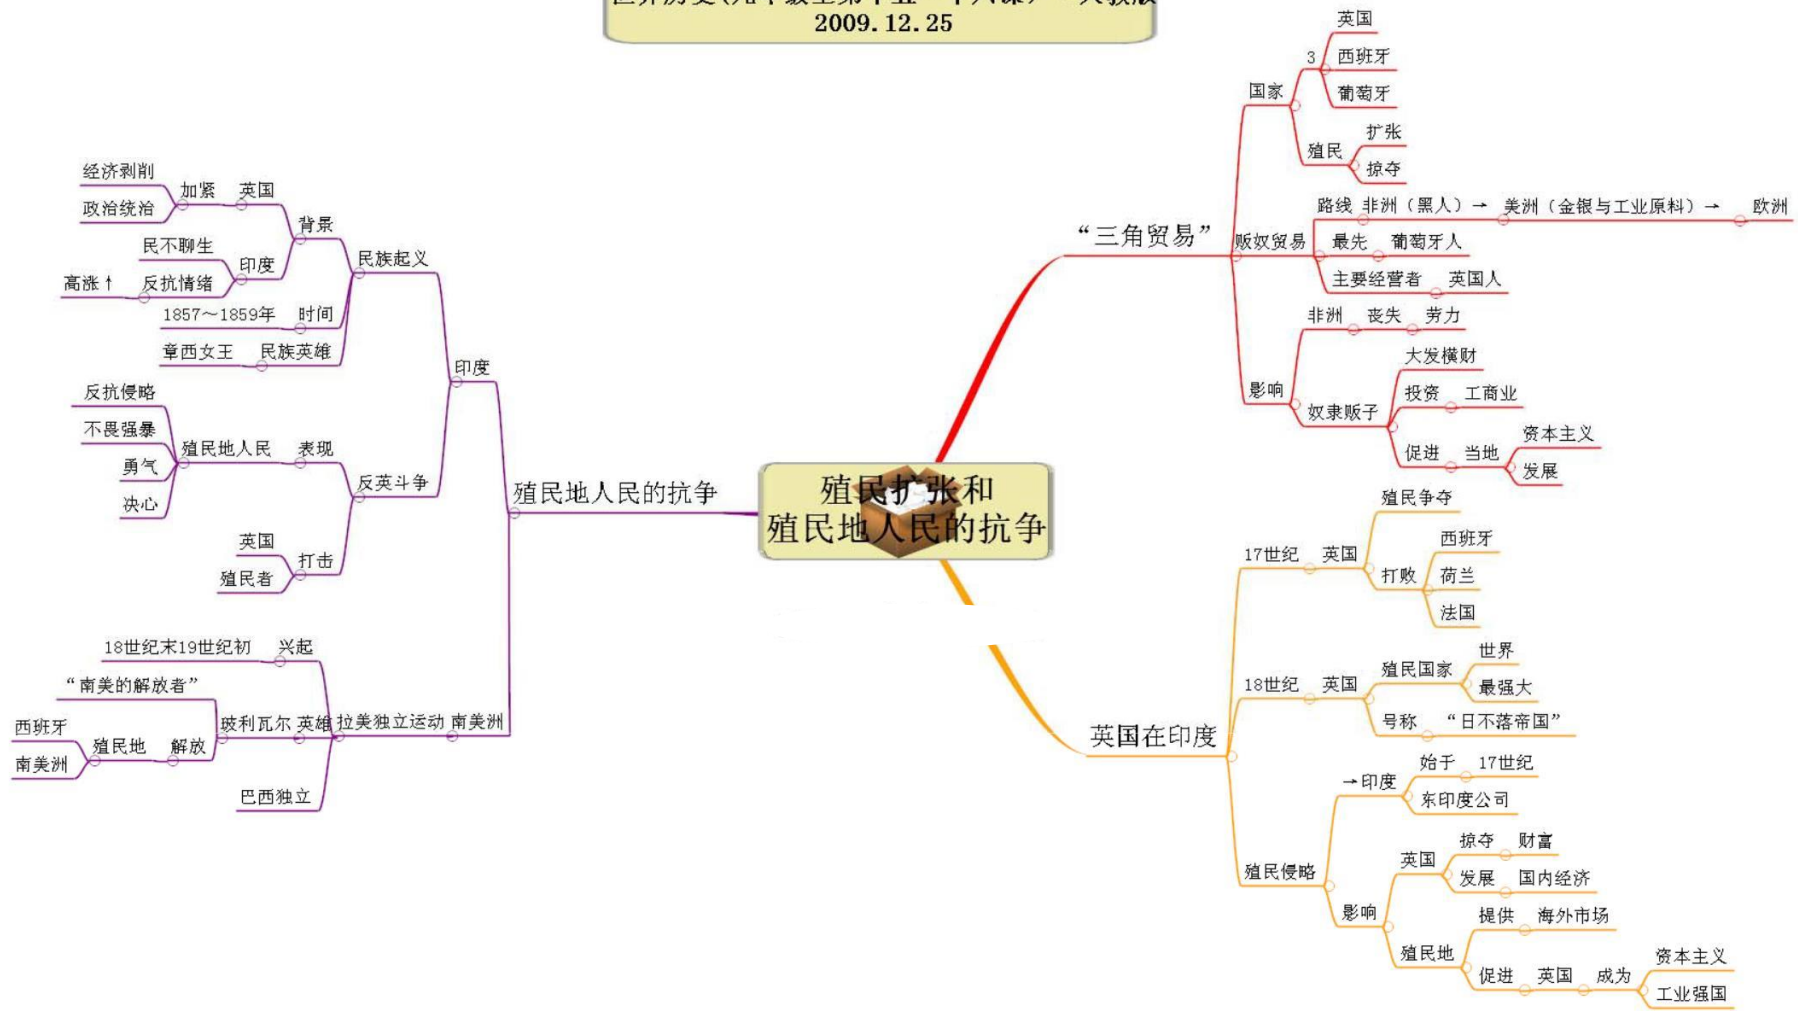 2009.12.25
殖民扩张和
殖民地人民的抗争
“三角贸易”
国家
3
英国
西班牙
葡萄牙
殖民
扩张
掠夺
贩奴贸易
路线 非洲（黑人）→ 美洲（金银与工业原料）→ 欧洲
最先 葡萄牙人
主要经营者 英国人
影响
非洲 丧失 劳力
奴隶贩子
大发横财
投资 工商业
促进 当地
资本主义
发展
英国在印度
17世纪 英国
殖民争夺
打败
西班牙
荷兰
法国
18世纪 英国
殖民国家
世界
最强大
号称 “日不落帝国”
殖民侵略
→印度
始于 17世纪
东印度公司
影响
英国
掠夺 财富
发展 国内经济
殖民地
提供 海外市场
促进 英国 成为
资本主义
工业强国
殖民地人民的抗争
印度
民族起义
背景
英国
加紧
经济剥削
政治统治
印度
民不聊生
反抗情绪
高涨↑
时间
1857～1859年
民族英雄
章西女王
反英斗争
表现
殖民地人民
反抗侵略
不畏强暴
勇气
决心
打击
英国
殖民者
南美洲
拉美独立运动
兴起
18世纪末19世纪初
英雄
玻利瓦尔
“南美的解放者”
解放
殖民地
西班牙
南美洲
巴西独立